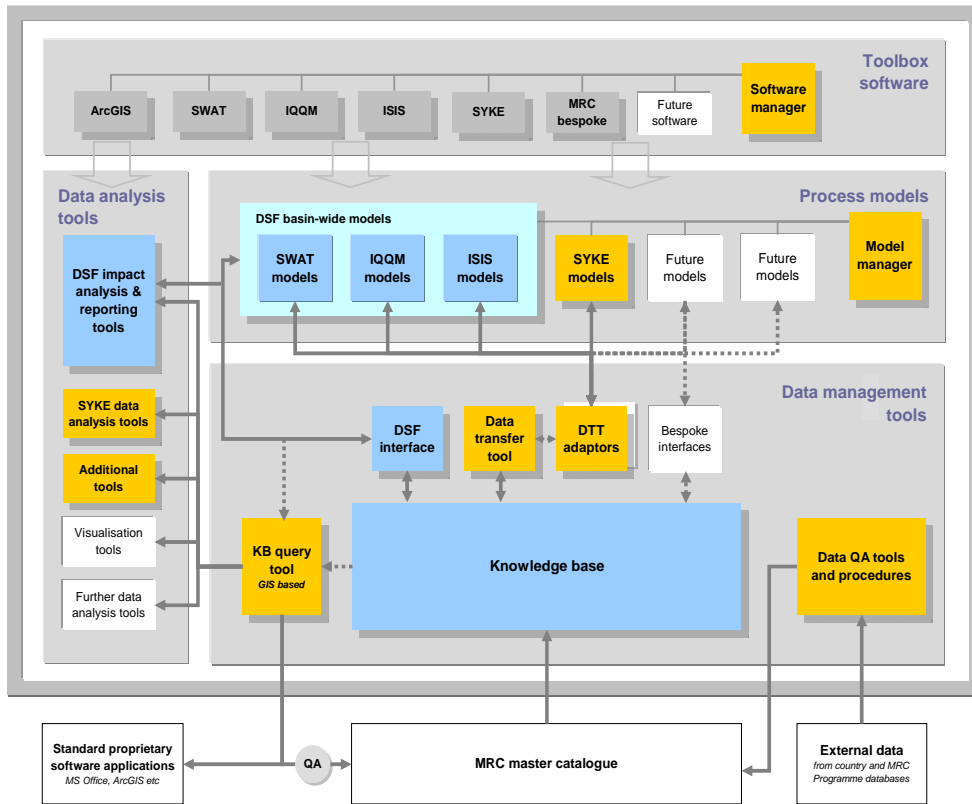 Toolbox
software
ArcGIS
SWAT
IQQM
ISIS
SYKE
MRC
bespoke
Future
software
Software
manager
Data analysis
tools
DSF impact
analysis &
reporting
tools
SYKE data
analysis tools
Additional
tools
Visualisation
tools
Further data
analysis tools
Process models
DSF basin-wide models
SWAT
models
IQQM
models
ISIS
models
SYKE
models
Future
models
Future
models
Model
manager
Data management
tools
DSF
interface
Data
transfer
tool
DTT
adaptors
Bespoke
interfaces
KB query
tool
GIS based
Knowledge base
Data QA tools
and procedures
Standard proprietary
software applications
MS Office, ArcGIS etc
QA
MRC master catalogue
External data
from country and MRC
Programme databases